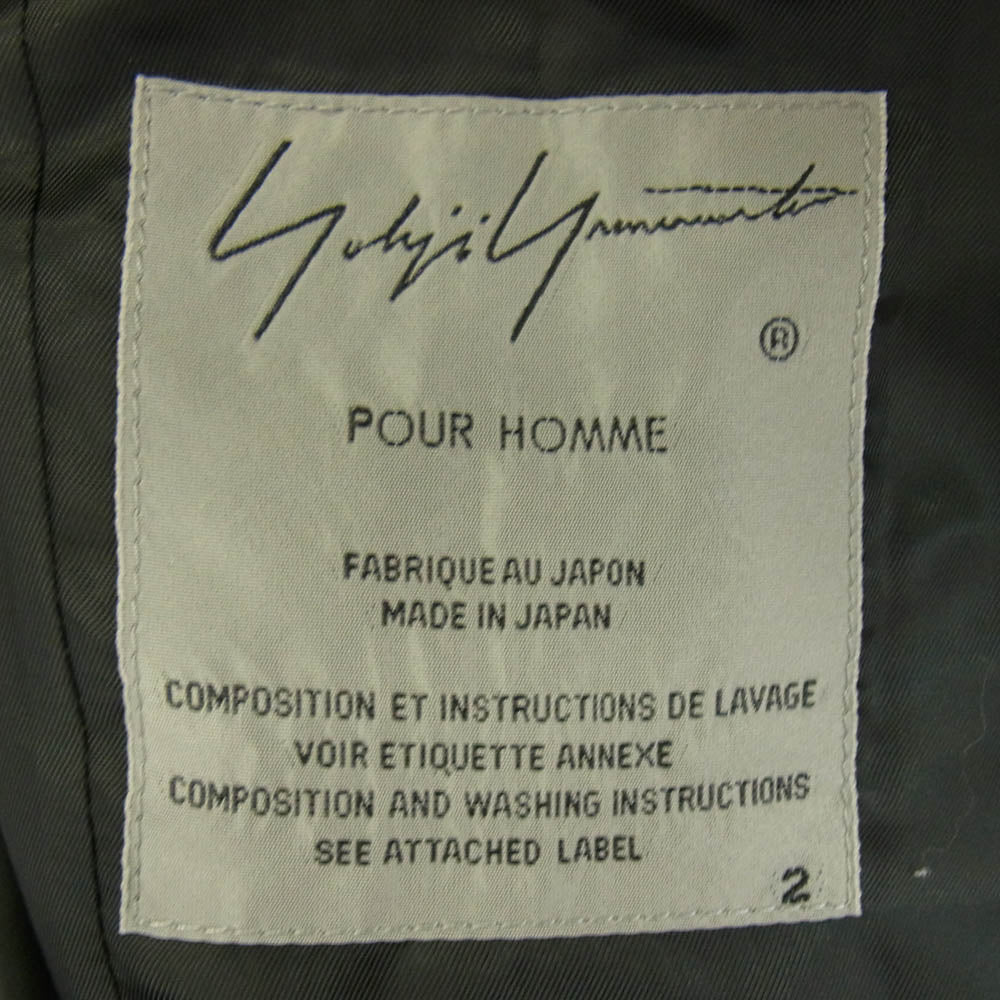 Yohji Yamamoto
®
POUR HOMME
FABRIQUE AU JAPON
MADE IN JAPAN
COMPOSITION ET INSTRUCTIONS DE LAVAGE
VOIR ETIQUETTE ANNEXE
COMPOSITION AND WASHING INSTRUCTIONS
SEE ATTACHED LABEL
2